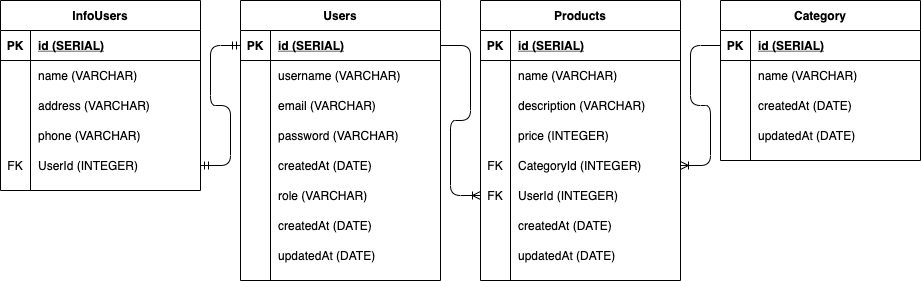 InfoUsers
PK id (SERIAL)
name (VARCHAR)
address (VARCHAR)
phone (VARCHAR)
FK UserId (INTEGER)
Users
PK id (SERIAL)
username (VARCHAR)
email (VARCHAR)
password (VARCHAR)
createdAt (DATE)
role (VARCHAR)
createdAt (DATE)
updatedAt (DATE)
Products
PK id (SERIAL)
name (VARCHAR)
description (VARCHAR)
price (INTEGER)
FK CategoryId (INTEGER)
FK UserId (INTEGER)
createdAt (DATE)
updatedAt (DATE)
Category
PK id (SERIAL)
name (VARCHAR)
createdAt (DATE)
updatedAt (DATE)